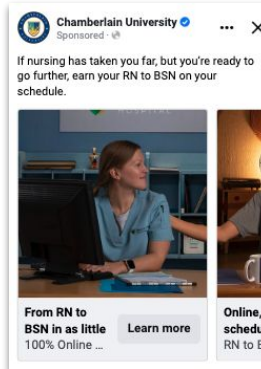 Chamberlain University
Sponsored ·
If nursing has taken you far, but you're ready to
go further, earn your RN to BSN on your
schedule.
HOSPITAL
From RN to
BSN in as little
100% Online ...
Learn more
Online,
schedu
RN to B